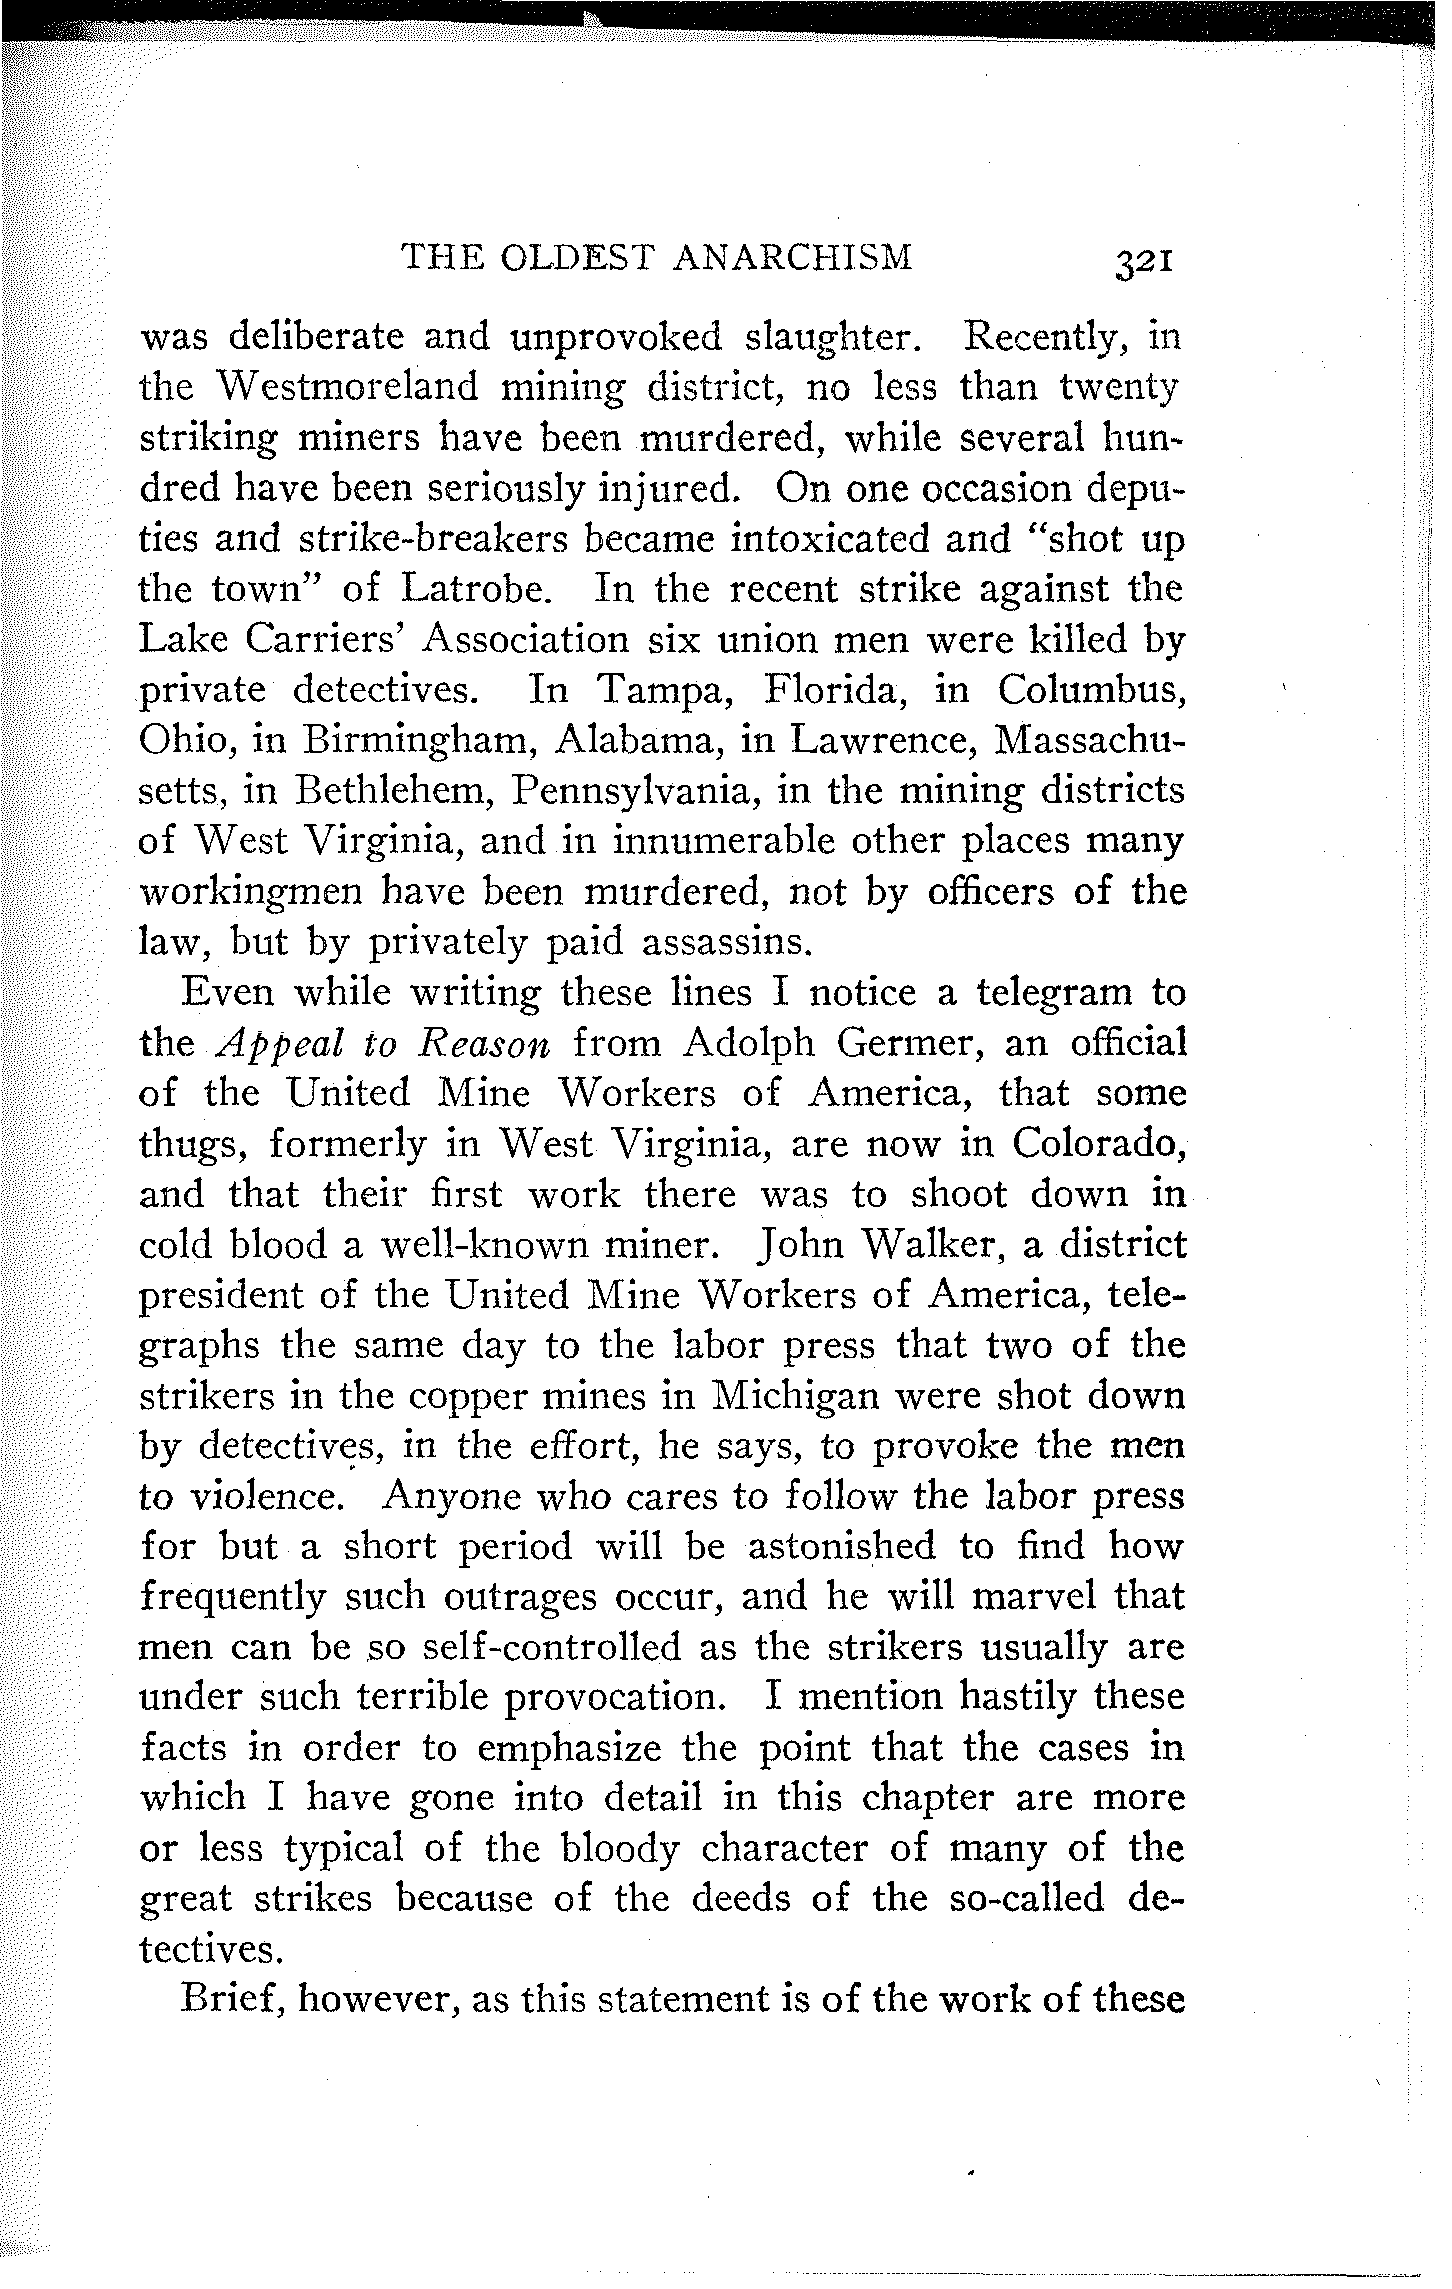 THE OLDEST ANARCHISM 321
was deliberate and unprovoked slaughter. Recently, in
the Westmoreland mining district, no less than twenty
striking miners have been murdered, while several hun-
dred have been seriously injured. On one occasion depu-
ties and strike-breakers became intoxicated and "shot up
the town" of Latrobe. In the recent strike against the
Lake Carriers' Association six union men were killed by
private detectives. In Tampa, Florida, in Columbus,
Ohio, in Birmingham, Alabama, in Lawrence, Massachu-
setts, in Bethlehem, Pennsylvania, in the mining districts
of West Virginia, and in innumerable other places many
workingmen have been murdered, not by officers of the
law, but by privately paid assassins.
Even while writing these lines I notice a telegram to
the Appeal to Reason from Adolph Germer, an official
of the United Mine Workers of America, that some
thugs, formerly in West Virginia, are now in Colorado,
and that their first work there was to shoot down in
cold blood a well-known miner. John Walker, a district
president of the United Mine Workers of America, tele-
graphs the same day to the labor press that two of the
strikers in the copper mines in Michigan were shot down
by detectives, in the effort, he says, to provoke the men
to violence. Anyone who cares to follow the labor press
for but a short period will be astonished to find how
frequently such outrages occur, and he will marvel that
men can be so self-controlled as the strikers usually are
under such terrible provocation. I mention hastily these
facts in order to emphasize the point that the cases in
which I have gone into detail in this chapter are more
or less typical of the bloody character of many of the
great strikes because of the deeds of the so-called de-
tectives.
Brief, however, as this statement is of the work of these